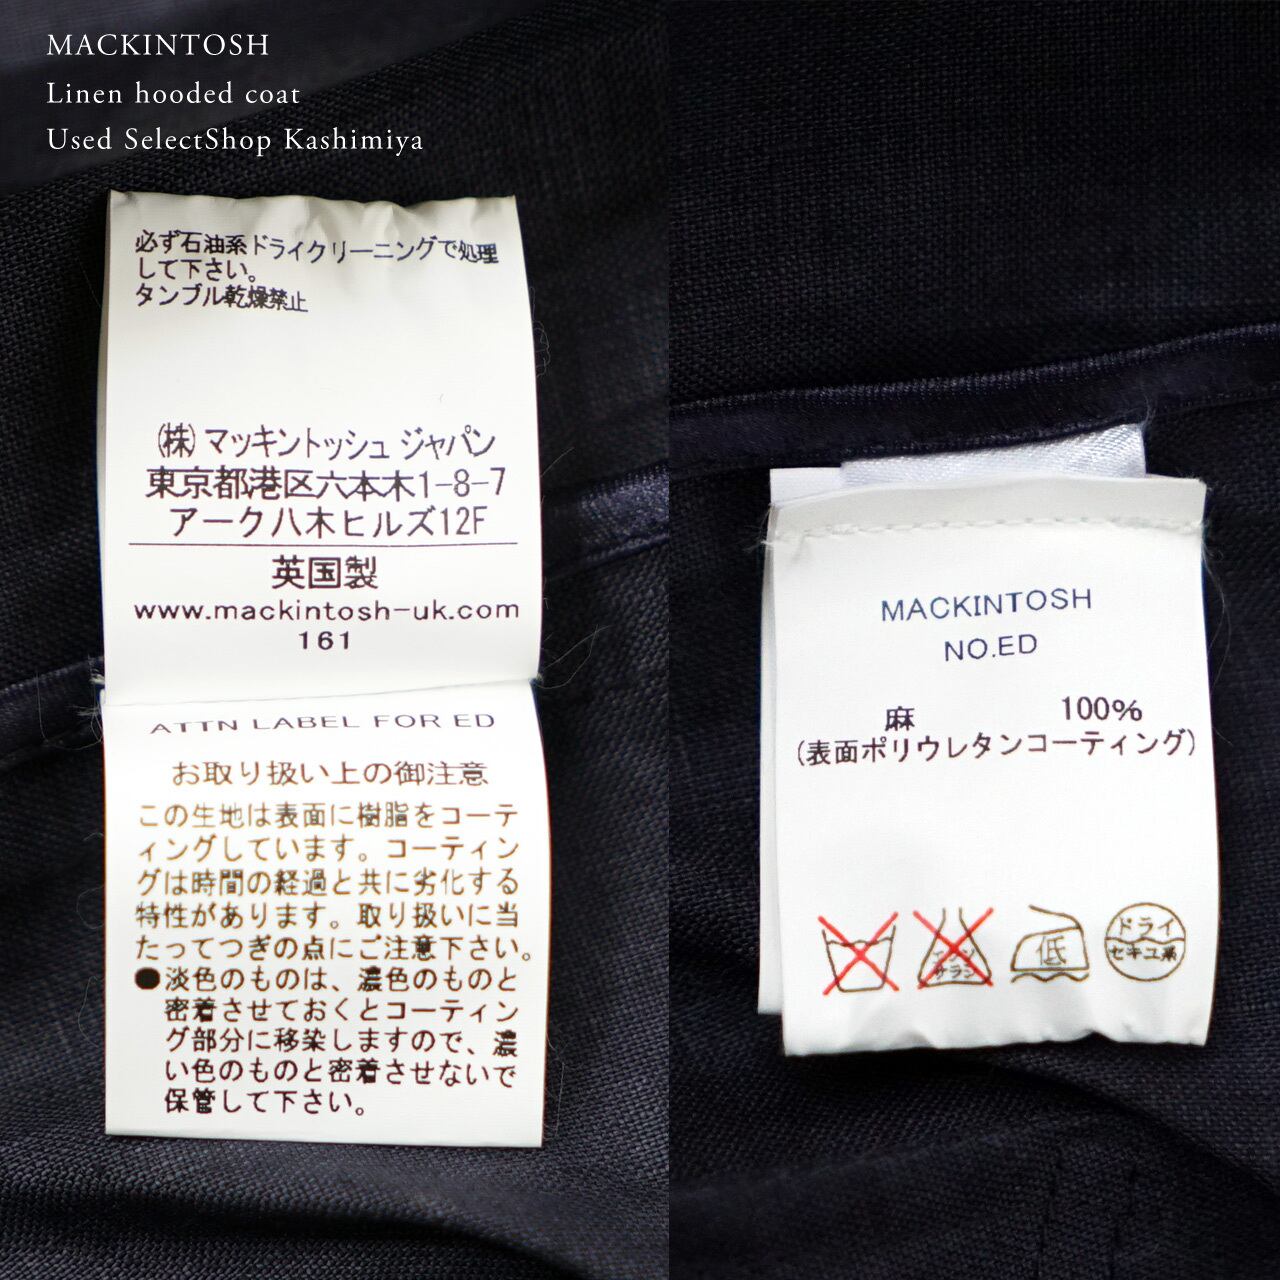 MACKINTOSH
Linen hooded coat
Used SelectShop Kashimiya
必ず石油系ドライクリーニングで処理
して下さい。
タンブル乾燥禁止
(株) マッキントッシュ ジャパン
東京都港区六本木1-8-7
アーク八木ヒルズ12F
英国製
www.mackintosh-uk.com
161
ATTN LABEL FOR ED
お取り扱い上の御注意
この生地は表面に樹脂をコーテ
ィングしています。コーティン
グは時間の経過と共に劣化する
特性があります。取り扱いに当
たってつぎの点にご注意下さい。
●淡色のものは、濃色のものと
密着させておくとコーティン
グ部分に移染しますので、濃
い色のものと密着させないで
保管して下さい。
MACKINTOSH
NO.ED
麻 100%
(表面ポリウレタンコーティング)
サラシ
低
ドライ
セキユ系